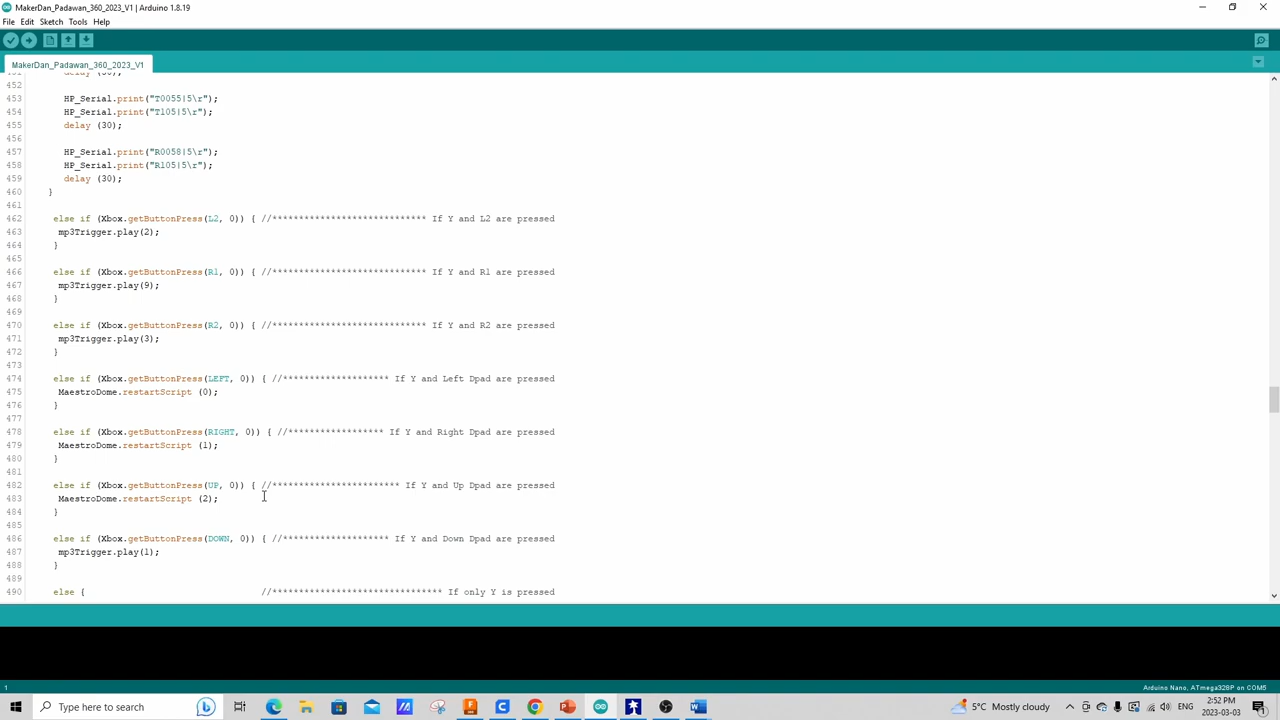 MakerDan_Padawan_360_2023_V1 | Arduino 1.8.19
File Edit Sketch Tools Help
MakerDan_Padawan_360_2023_V1
451 delay (30);
452
453 HP_Serial.print("T0055|5\r");
454 HP_Serial.print("T105|5\r");
455 delay (30);
456
457 HP_Serial.print("R0058|5\r");
458 HP_Serial.print("R105|5\r");
459 delay (30);
460 }
461
462 else if (Xbox.getButtonPress(L2, 0)) { //**************************** If Y and L2 are pressed
463 mp3Trigger.play(2);
464 }
465
466 else if (Xbox.getButtonPress(R1, 0)) { //**************************** If Y and R1 are pressed
467 mp3Trigger.play(9);
468 }
469
470 else if (Xbox.getButtonPress(R2, 0)) { //**************************** If Y and R2 are pressed
471 mp3Trigger.play(3);
472 }
473
474 else if (Xbox.getButtonPress(LEFT, 0)) { //******************** If Y and Left Dpad are pressed
475 MaestroDome.restartScript (0);
476 }
477
478 else if (Xbox.getButtonPress(RIGHT, 0)) { //****************** If Y and Right Dpad are pressed
479 MaestroDome.restartScript (1);
480 }
481
482 else if (Xbox.getButtonPress(UP, 0)) { //*********************** If Y and Up Dpad are pressed
483 MaestroDome.restartScript (2);
484 }
485
486 else if (Xbox.getButtonPress(DOWN, 0)) { //******************** If Y and Down Dpad are pressed
487 mp3Trigger.play(1);
488 }
489
490 else { //******************************* If only Y is pressed
1 Arduino Nano, ATmega328P on COM5
Type here to search 5°C Mostly cloudy ENG 2:52 PM
2023-03-03